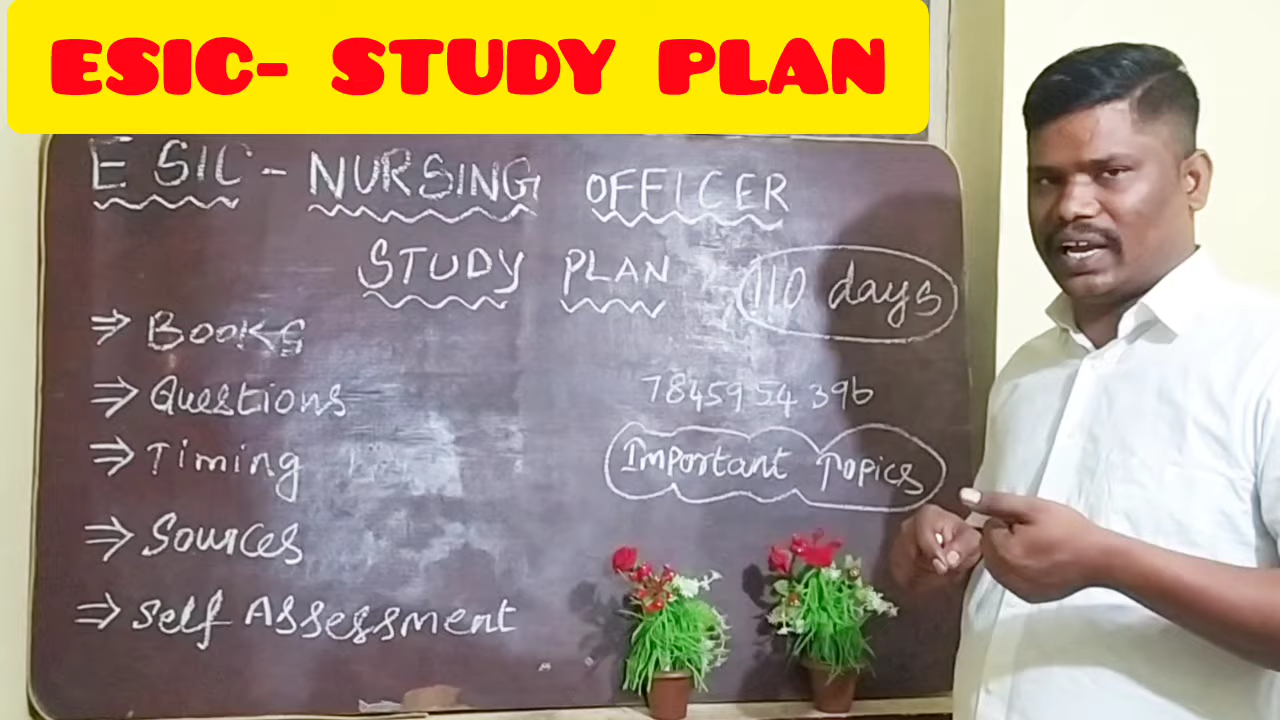 ESIC- STUDY PLAN
ESIC - NURSING OFFICER
STUDY PLAN 110 days
⇒ Books
⇒ Questions
⇒ Timing
⇒ Sources
⇒ Self Assessment
7845954396
Important Topics